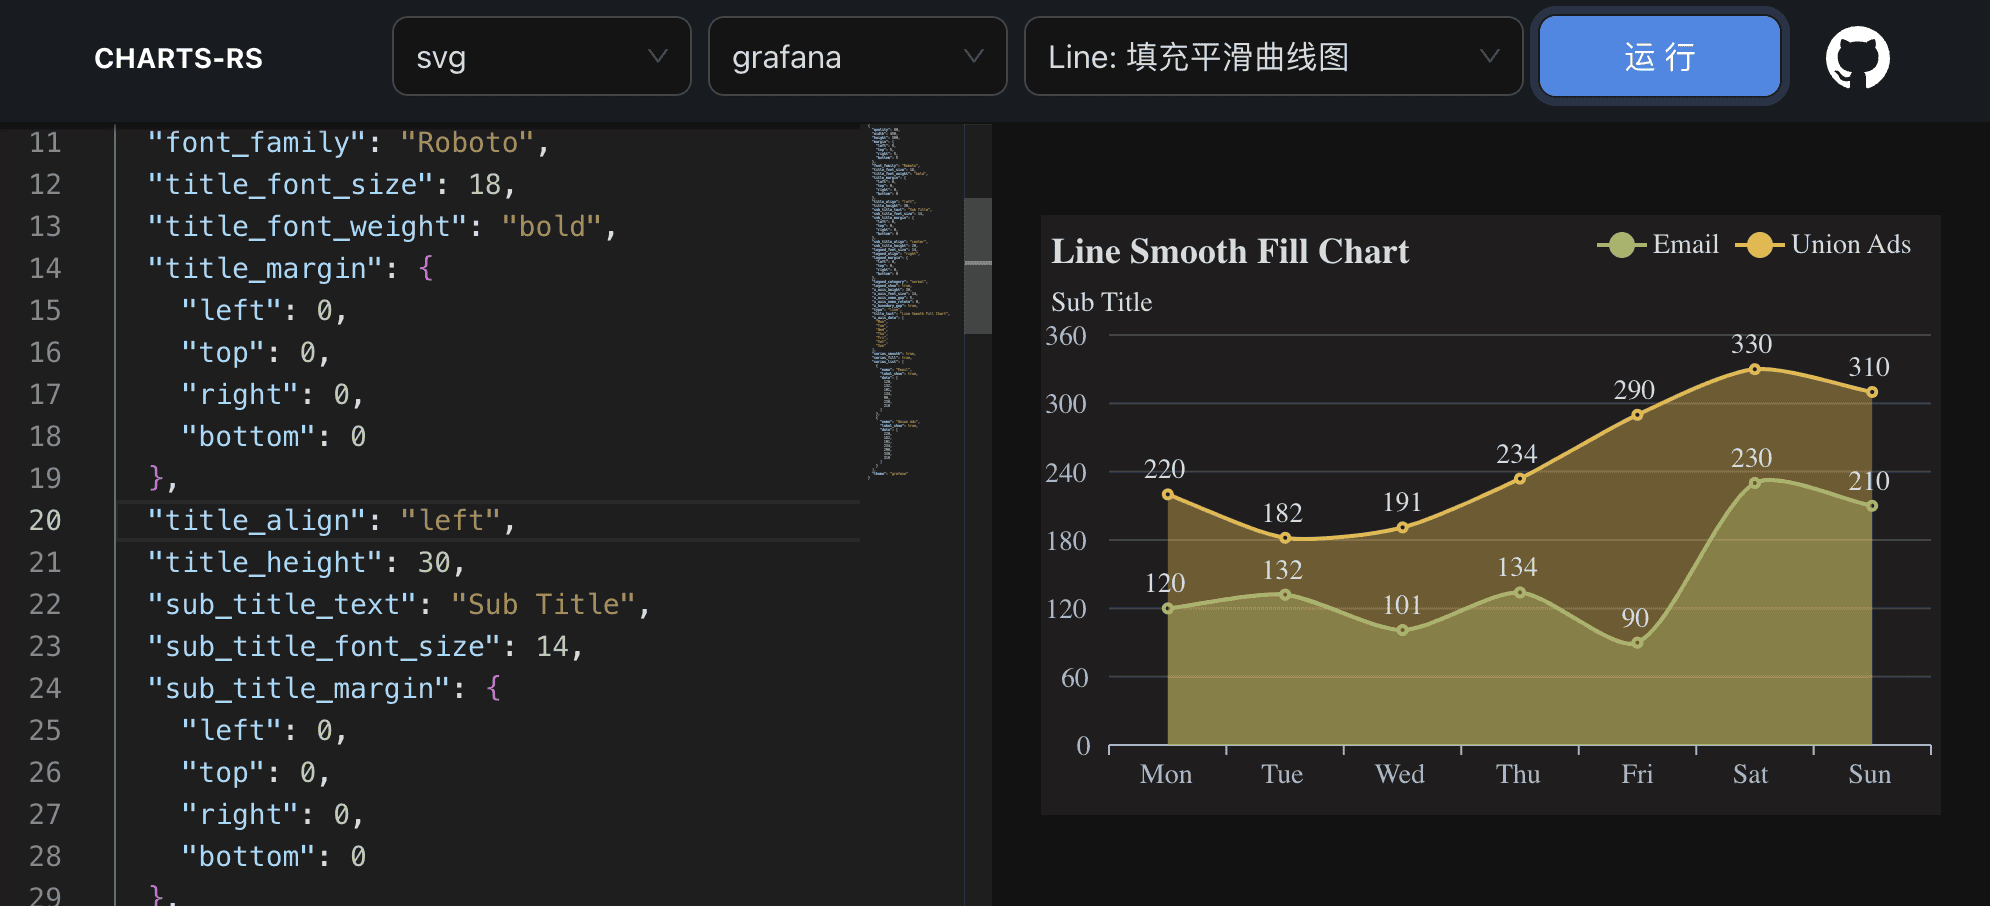 CHARTS-RS
svg
grafana
Line: 填充平滑曲线图
运 行
11 "font_family": "Roboto",
12 "title_font_size": 18,
13 "title_font_weight": "bold",
14 "title_margin": {
15 "left": 0,
16 "top": 0,
17 "right": 0,
18 "bottom": 0
19 },
20 "title_align": "left",
21 "title_height": 30,
22 "sub_title_text": "Sub Title",
23 "sub_title_font_size": 14,
24 "sub_title_margin": {
25 "left": 0,
26 "top": 0,
27 "right": 0,
28 "bottom": 0
29 },
Line Smooth Fill Chart
Email
Union Ads
Sub Title
360
300
240
180
120
60
0
220
182
191
234
290
330
310
120
132
101
134
90
230
210
Mon
Tue
Wed
Thu
Fri
Sat
Sun